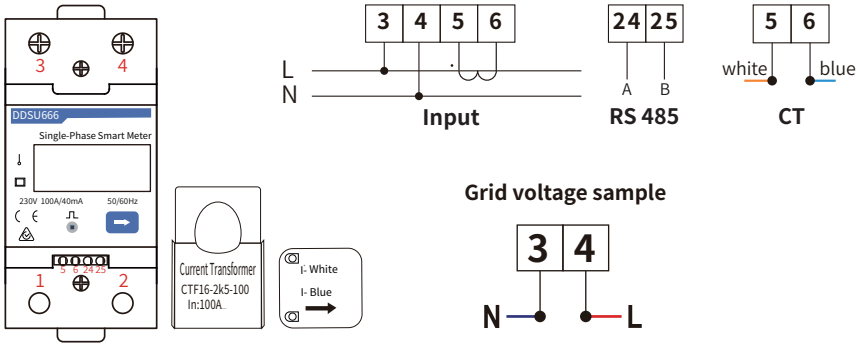 3 4
DDSU666
Single-Phase Smart Meter
230V 100A/40mA 50/60Hz
C E
5 6 24 25
1 2
Current Transformer
CTF16-2k5-100
In:100A
I- White
I- Blue
3 4 5 6
L
N
Input
24 25
A B
RS 485
5 6
white blue
CT
Grid voltage sample
3 4
N L